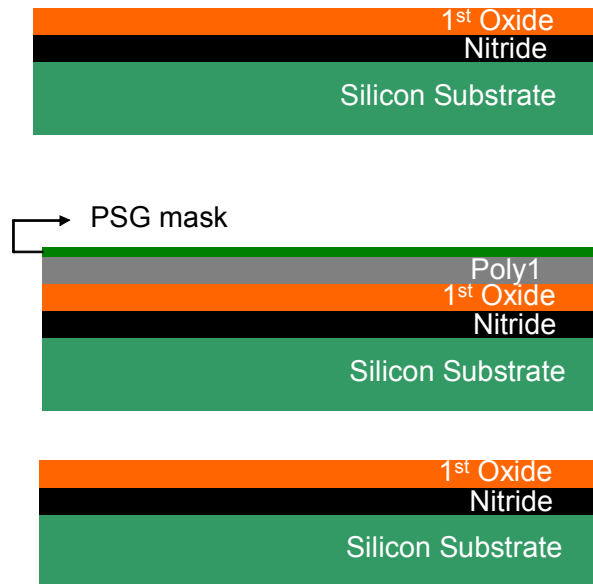 1st Oxide
Nitride
Silicon Substrate
PSG mask
Poly1
1st Oxide
Nitride
Silicon Substrate
1st Oxide
Nitride
Silicon Substrate